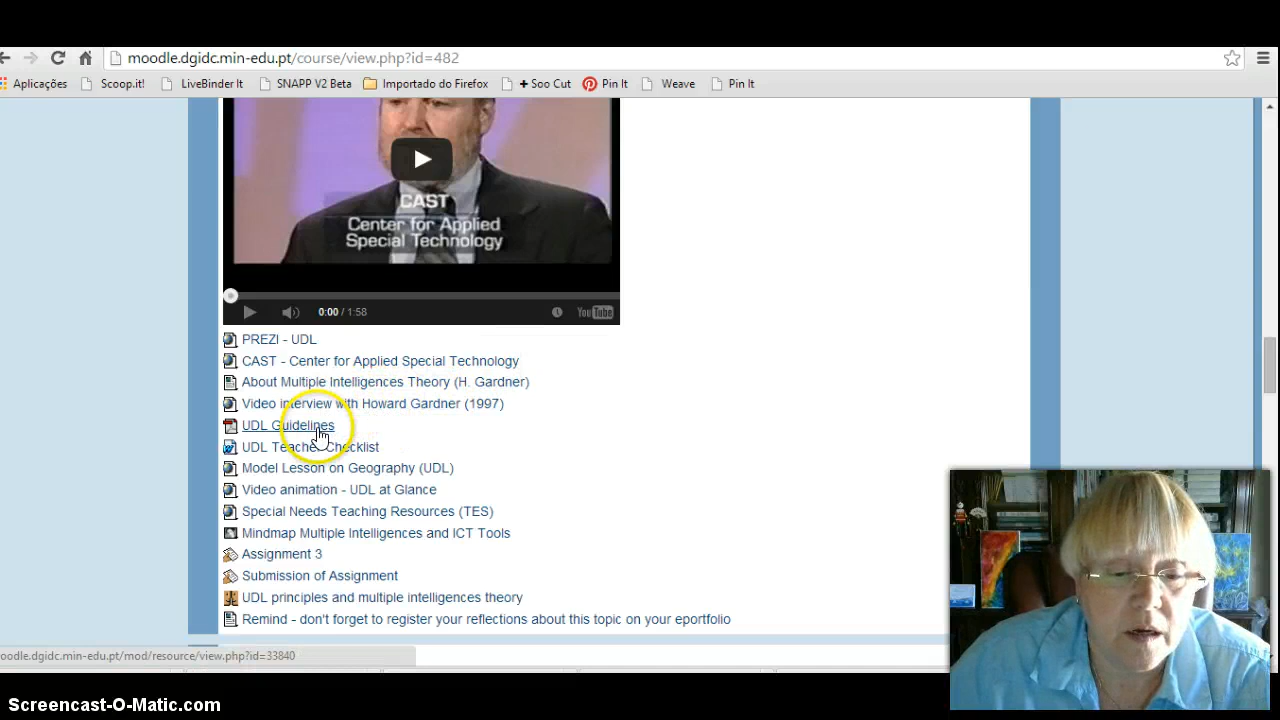 moodle.dgidc.min-edu.pt/course/view.php?id=482
Aplicações Scoop.it! LiveBinder It SNAPP V2 Beta Importado do Firefox + Soo Cut Pin It Weave Pin It
CAST
Center for Applied
Special Technology
0:00 / 1:58 YouTube
PREZI - UDL
CAST - Center for Applied Special Technology
About Multiple Intelligences Theory (H. Gardner)
Video interview with Howard Gardner (1997)
UDL Guidelines
UDL Teacher Checklist
Model Lesson on Geography (UDL)
Video animation - UDL at Glance
Special Needs Teaching Resources (TES)
Mindmap Multiple Intelligences and ICT Tools
Assignment 3
Submission of Assignment
UDL principles and multiple intelligences theory
Remind - don't forget to register your reflections about this topic on your eportfolio
oodle.dgidc.min-edu.pt/mod/resource/view.php?id=33840
Screencast-O-Matic.com